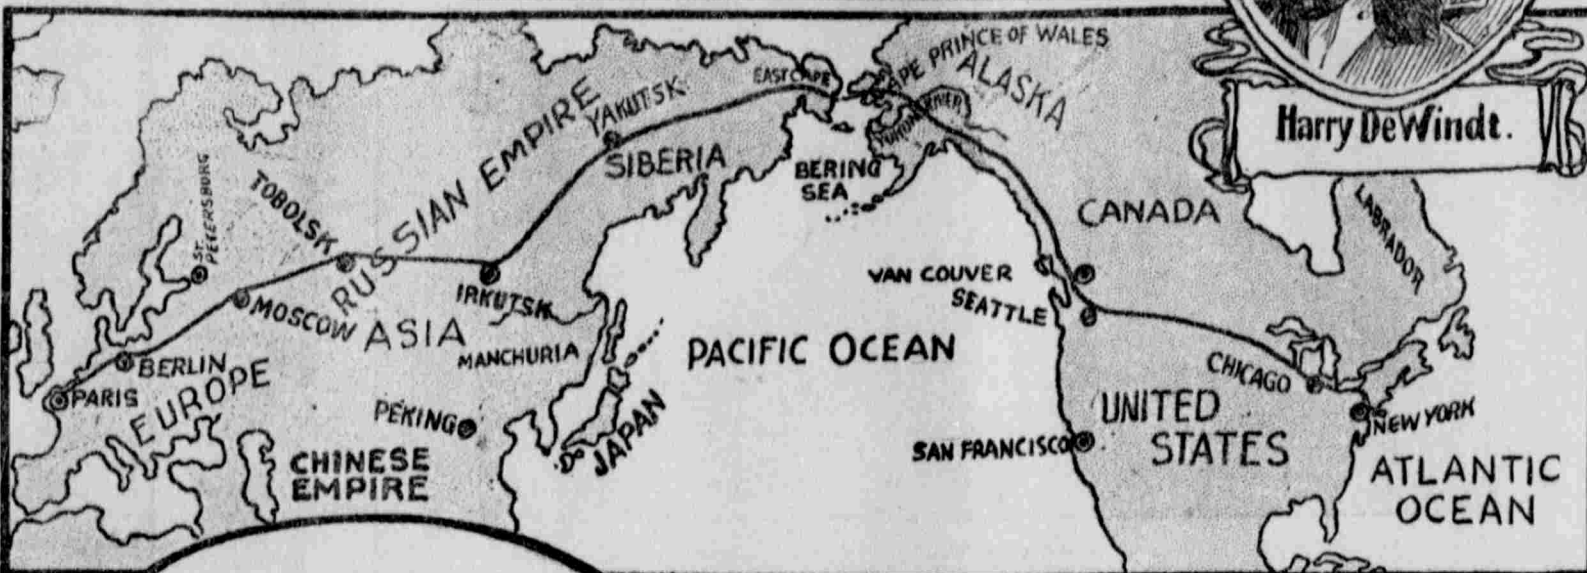 Harry DeWindt.
CAPE PRINCE OF WALES
ALASKA
EAST CAPE
YUKON RIVER
YAKUTSK
SIBERIA
BERING
SEA
RUSSIAN EMPIRE
TOBOLSK
ST.
PETERSBURG
CANADA
LABRADOR
VAN COUVER
SEATTLE
IRKUTSK
MOSCOW
ASIA
MANCHURIA
PACIFIC OCEAN
BERLIN
PARIS
EUROPE
PEKING
JAPAN
CHINESE
EMPIRE
CHICAGO
UNITED
STATES
NEW YORK
SAN FRANCISCO
ATLANTIC
OCEAN